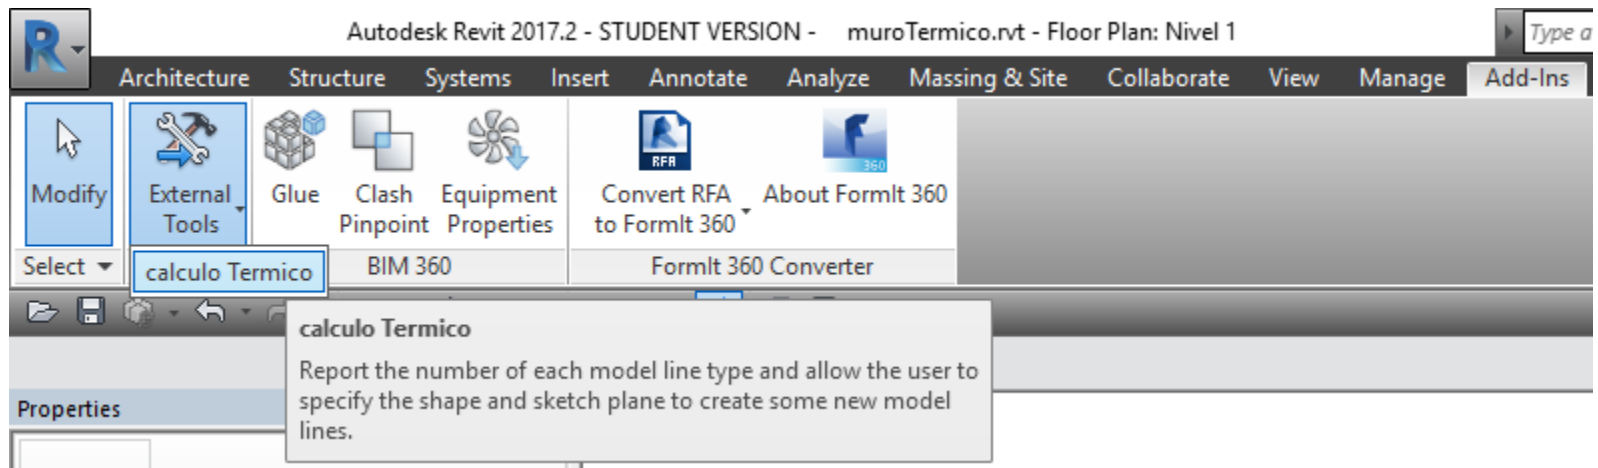 Autodesk Revit 2017.2 - STUDENT VERSION - muroTermico.rvt - Floor Plan: Nivel 1
Type a
Architecture Structure Systems Insert Annotate Analyze Massing & Site Collaborate View Manage Add-Ins
RFA
360
Modify
External
Tools
Glue
Clash
Pinpoint
Equipment
Properties
Convert RFA
to FormIt 360
About FormIt 360
Select
calculo Termico
BIM 360
FormIt 360 Converter
calculo Termico
Report the number of each model line type and allow the user to
specify the shape and sketch plane to create some new model
lines.
Properties